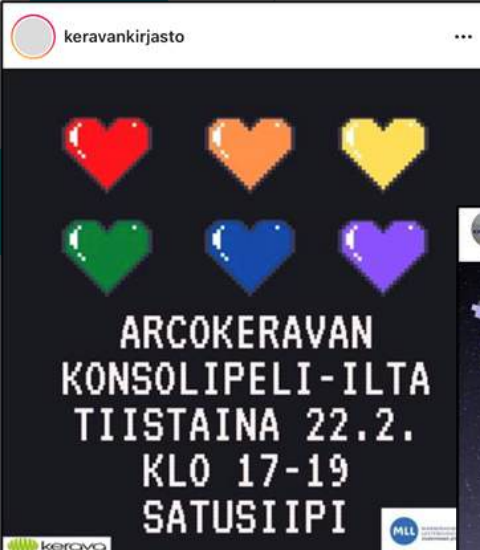 keravankirjasto
ARCOKERAVAN
KONSOLIPELI-ILTA
TIISTAINA 22.2.
KLO 17-19
SATUSIIPI
MLL
kerava